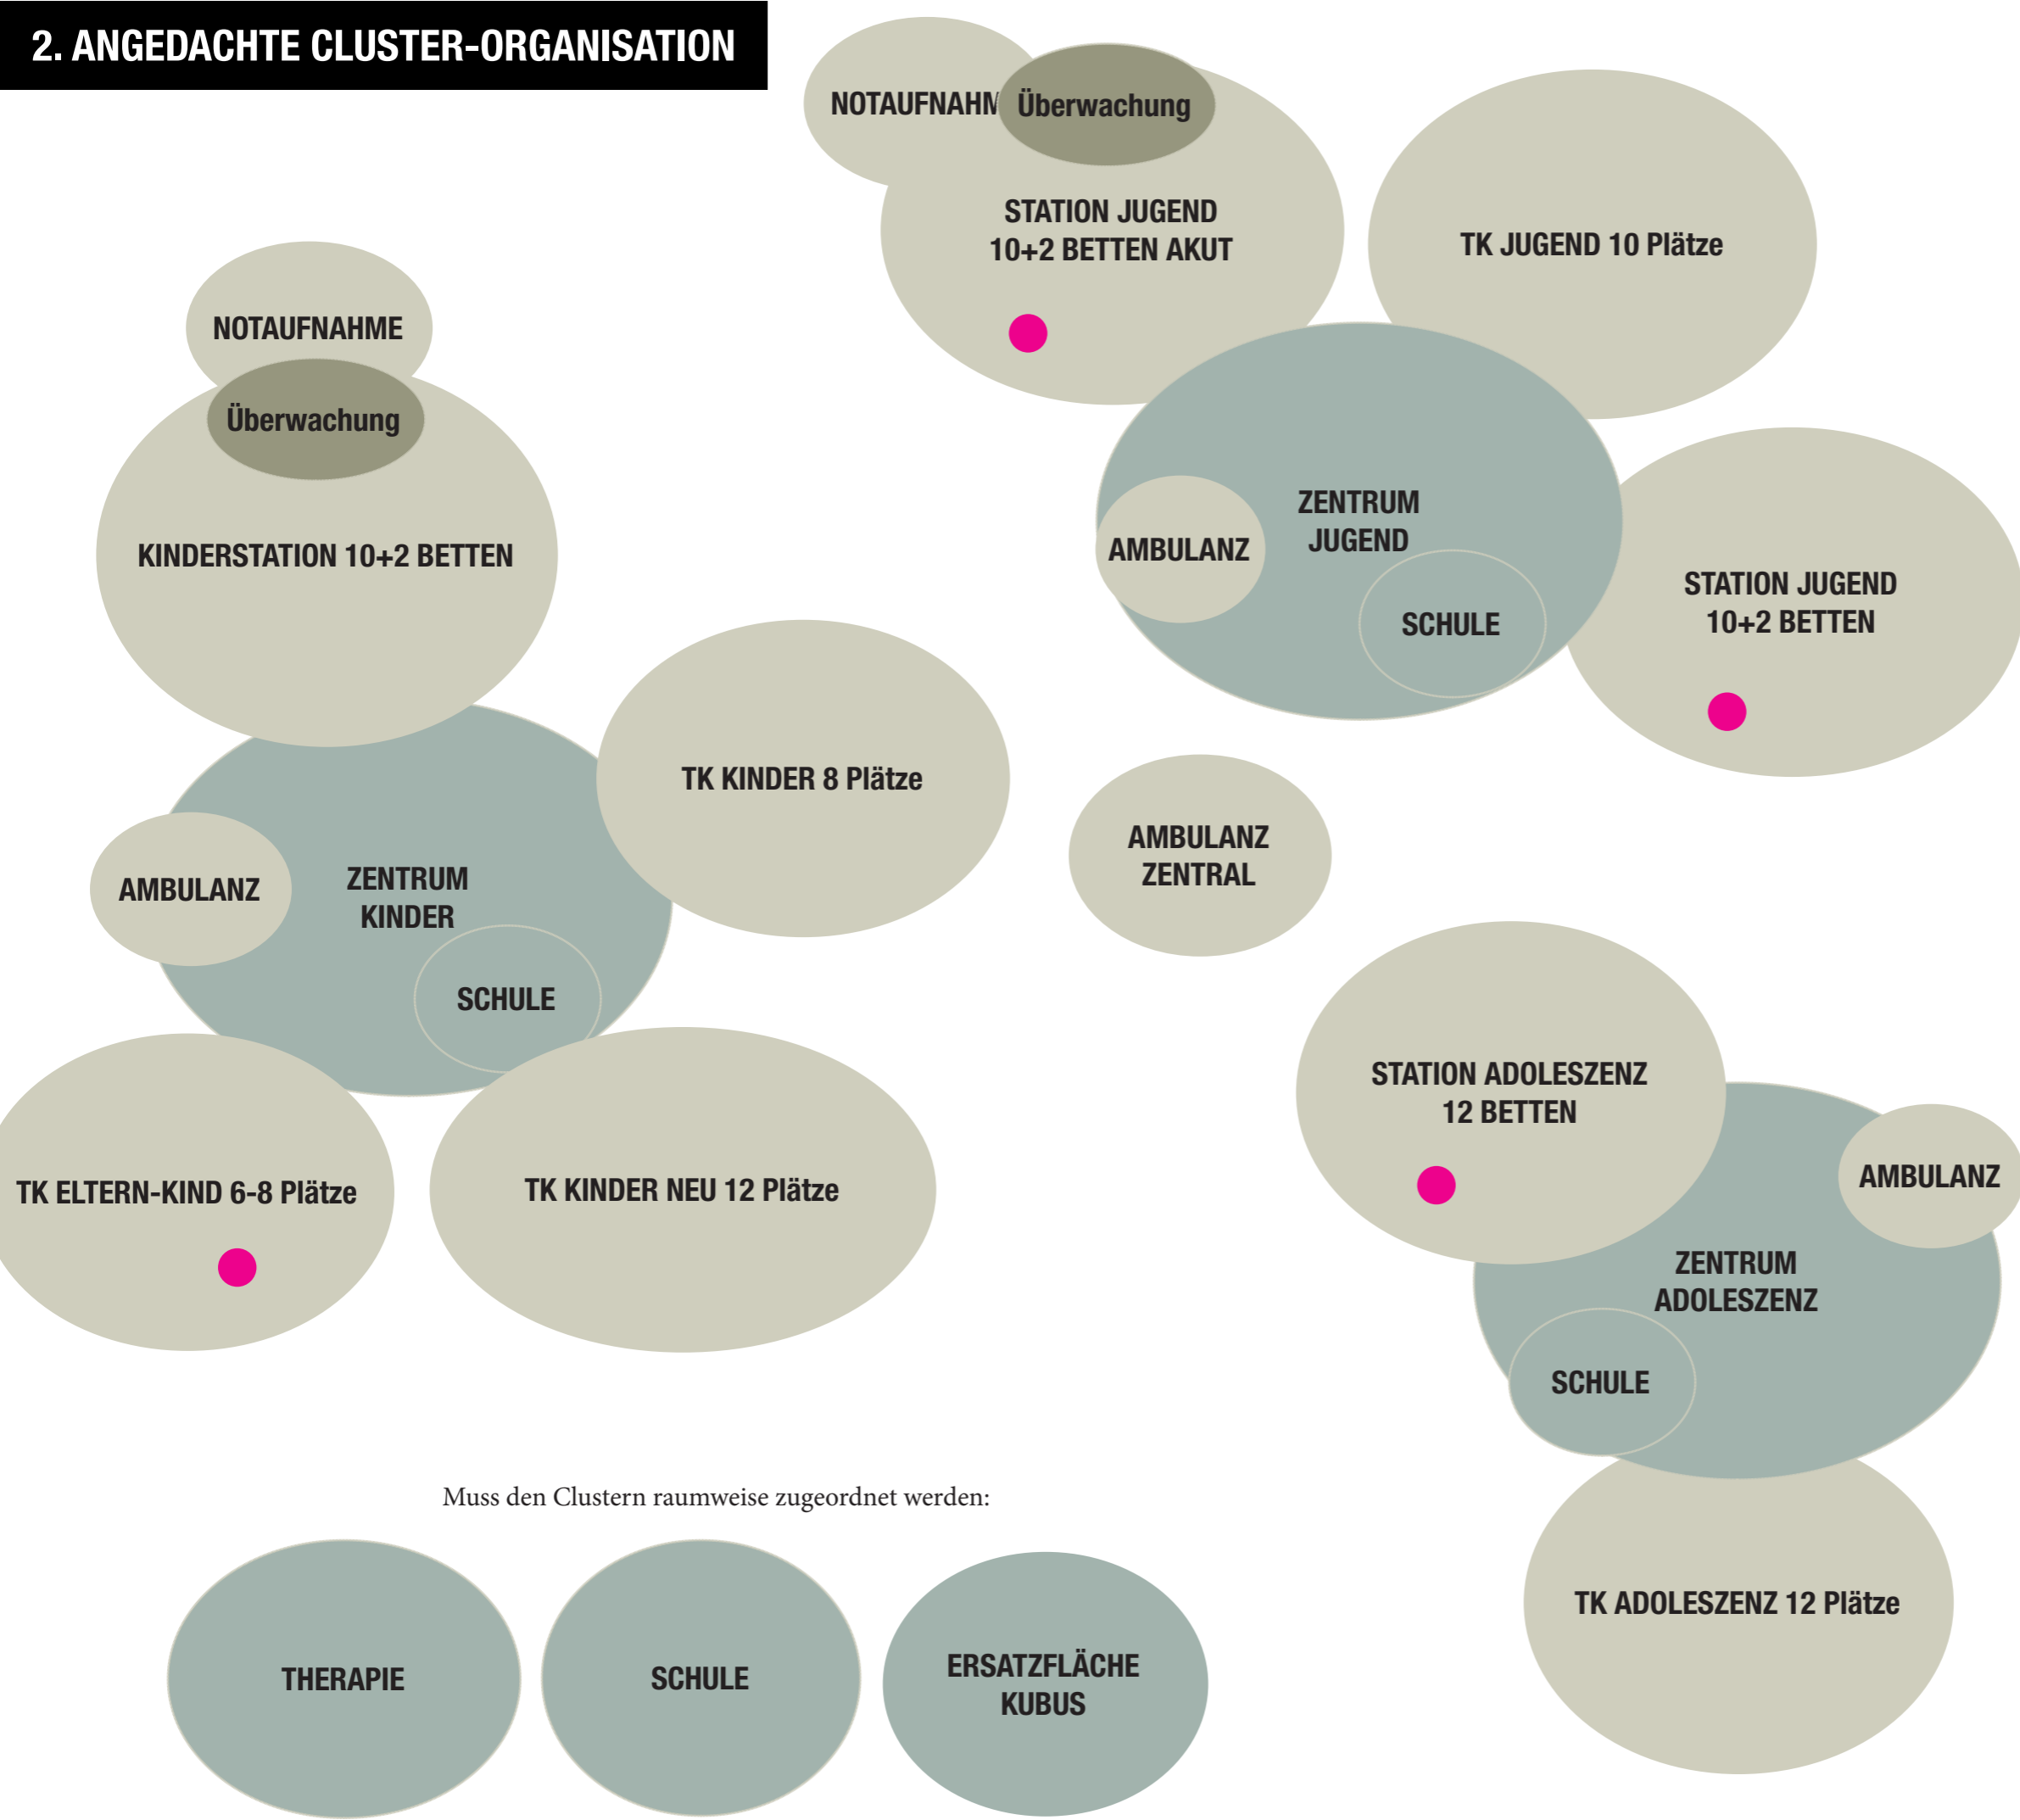 2. ANGEDACHTE CLUSTER-ORGANISATION
NOTAUFNAHM
Überwachung
STATION JUGEND
10+2 BETTEN AKUT
TK JUGEND 10 Plätze
NOTAUFNAHME
Überwachung
KINDERSTATION 10+2 BETTEN
ZENTRUM
JUGEND
AMBULANZ
SCHULE
STATION JUGEND
10+2 BETTEN
TK KINDER 8 Plätze
AMBULANZ
ZENTRAL
AMBULANZ
ZENTRUM
KINDER
SCHULE
STATION ADOLESZENZ
12 BETTEN
AMBULANZ
TK ELTERN-KIND 6-8 Plätze
TK KINDER NEU 12 Plätze
ZENTRUM
ADOLESZENZ
SCHULE
Muss den Clustern raumweise zugeordnet werden:
TK ADOLESZENZ 12 Plätze
THERAPIE
SCHULE
ERSATZFLÄCHE
KUBUS